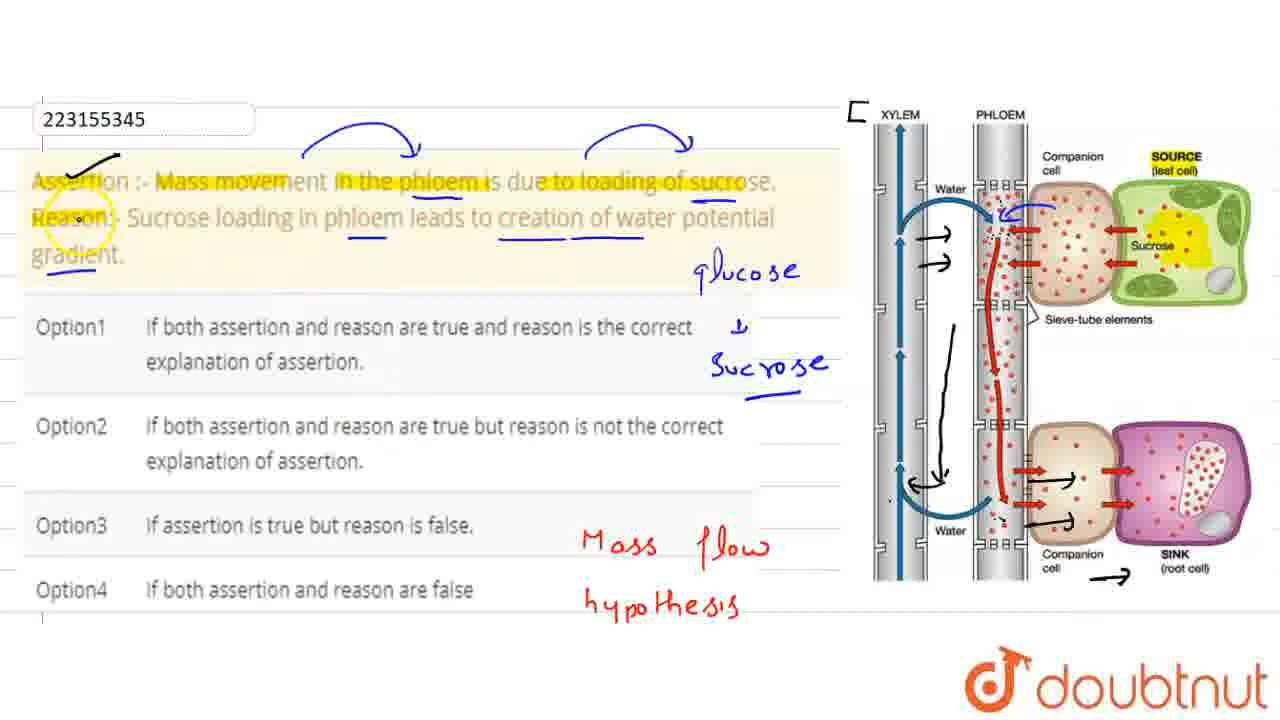 223155345
Assertion :- Mass movement in the phloem is due to loading of sucrose.
Reason:- Sucrose loading in phloem leads to creation of water potential
gradient.
glucose
Sucrose
Option1 If both assertion and reason are true and reason is the correct
explanation of assertion.
Option2 If both assertion and reason are true but reason is not the correct
explanation of assertion.
Option3 If assertion is true but reason is false.
Option4 If both assertion and reason are false
Mass flow
hypothesis
XYLEM PHLOEM
Companion
cell
SOURCE
(leaf cell)
Water
Sucrose
Sieve-tube elements
Water
Companion
cell
SINK
(root cell)
doubtnut